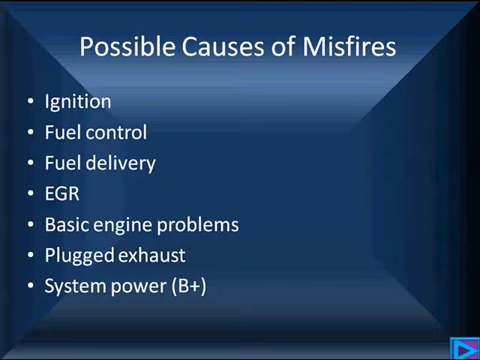 Possible Causes of Misfires
• Ignition
• Fuel control
• Fuel delivery
• EGR
• Basic engine problems
• Plugged exhaust
• System power (B+)